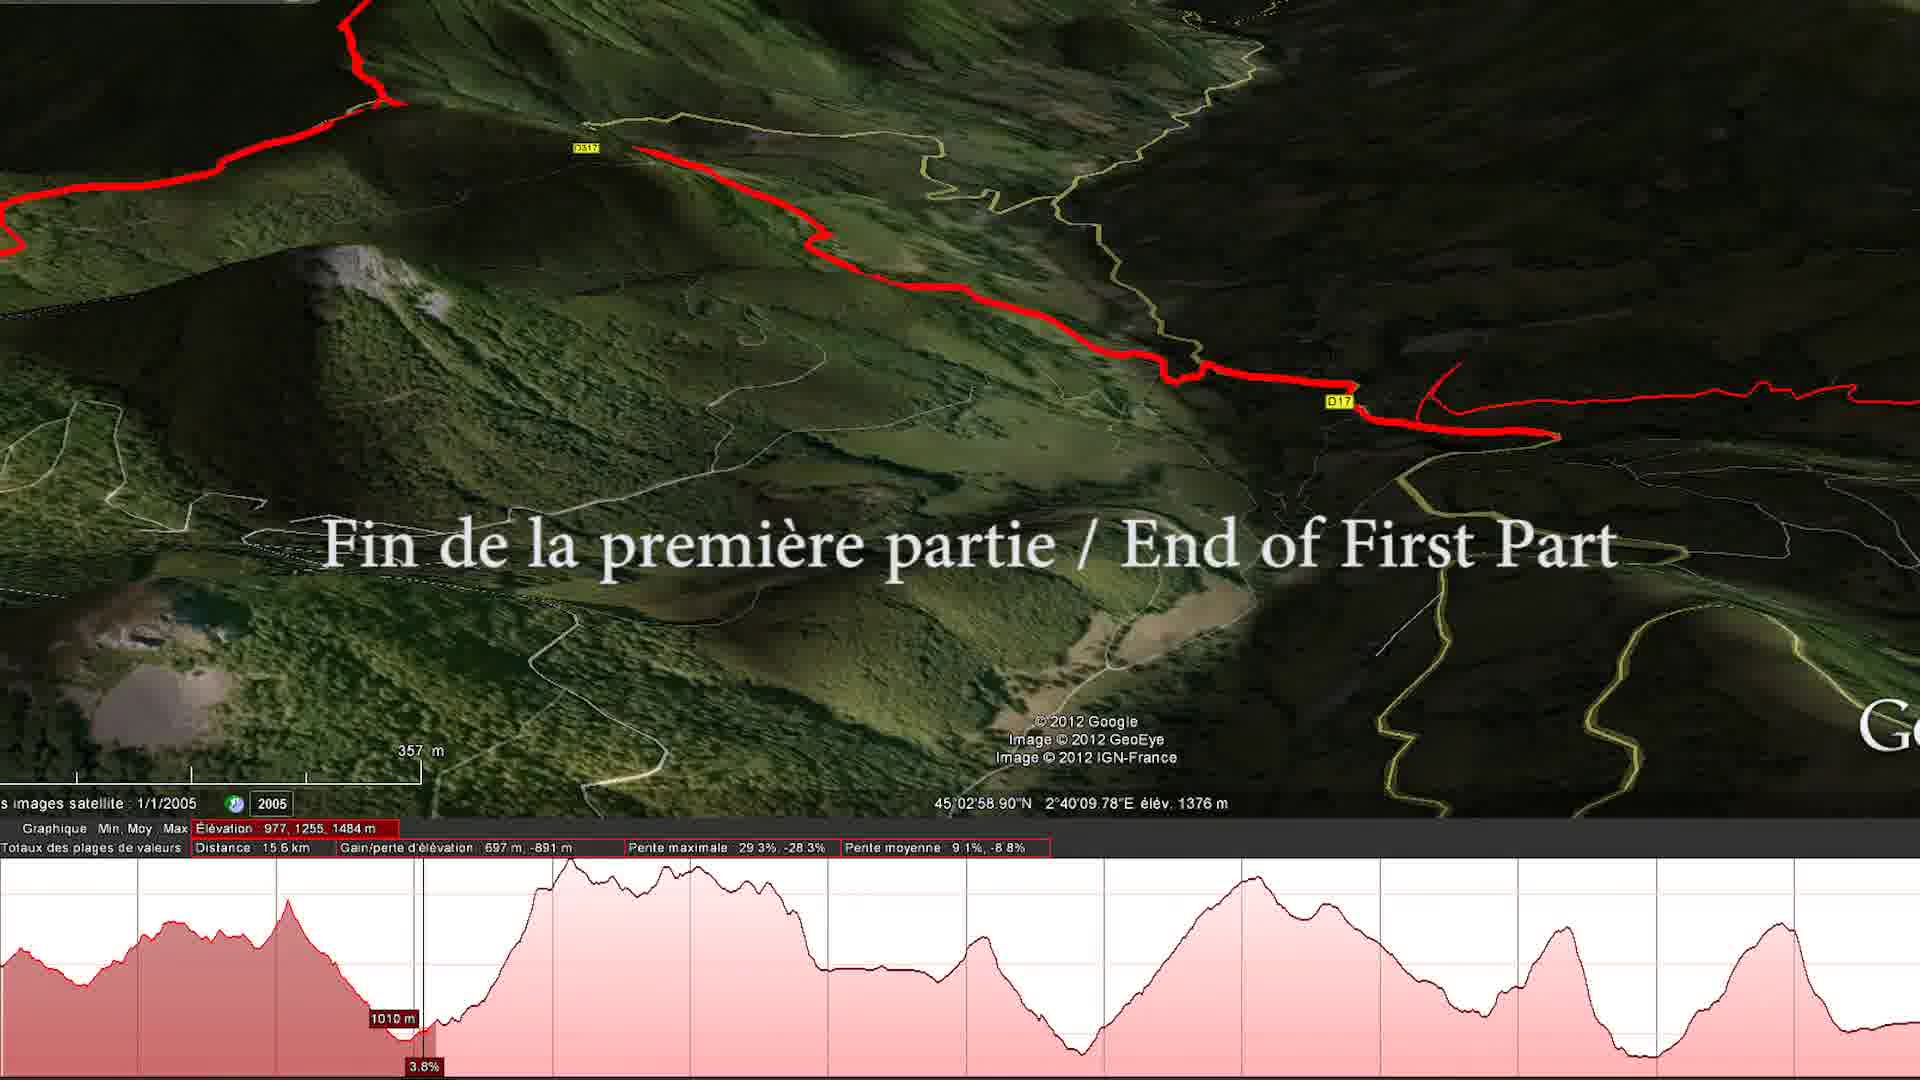 D317
D17
Fin de la première partie / End of First Part
Go
© 2012 Google
Image © 2012 GeoEye
Image © 2012 IGN-France
357 m
s images satellite : 1/1/2005 2005
45°02'58.90"N 2°40'09.78"E élév. 1376 m
Graphique Min, Moy Max Élévation 977, 1255, 1484 m
Totaux des plages de valeurs Distance 15.6 km Gain/perte d'élévation 697 m, -891 m Pente maximale 29.3%, -28.3% Pente moyenne 9.1%, -8.8%
1010 m
3.8%